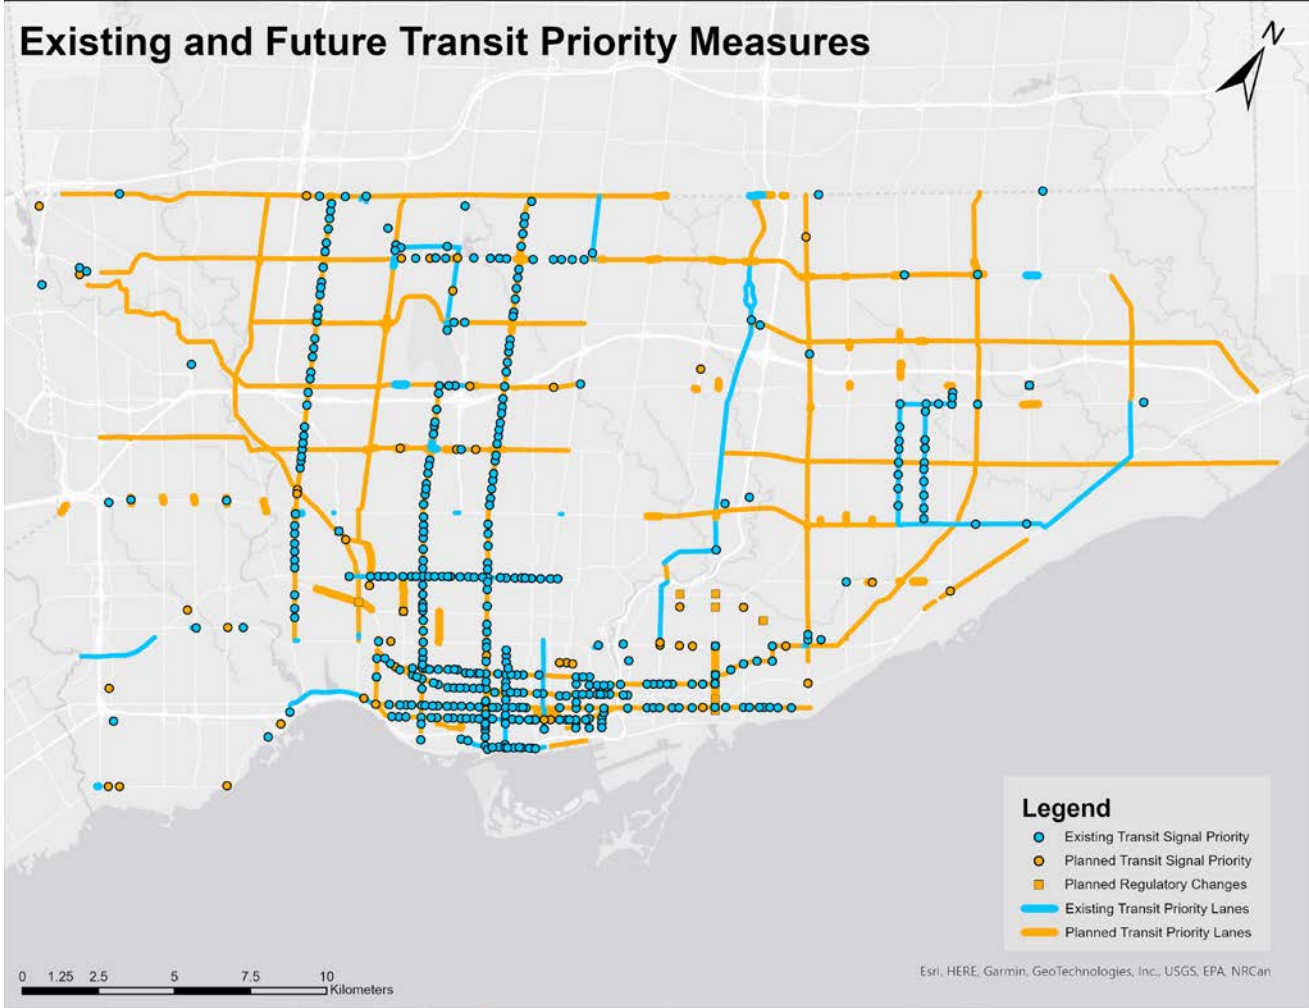 Existing and Future Transit Priority Measures
N
Legend
Existing Transit Signal Priority
Planned Transit Signal Priority
Planned Regulatory Changes
Existing Transit Priority Lanes
Planned Transit Priority Lanes
0 1.25 2.5 5 7.5 10
Kilometers
Esri, HERE, Garmin, GeoTechnologies, Inc., USGS, EPA, NRCan